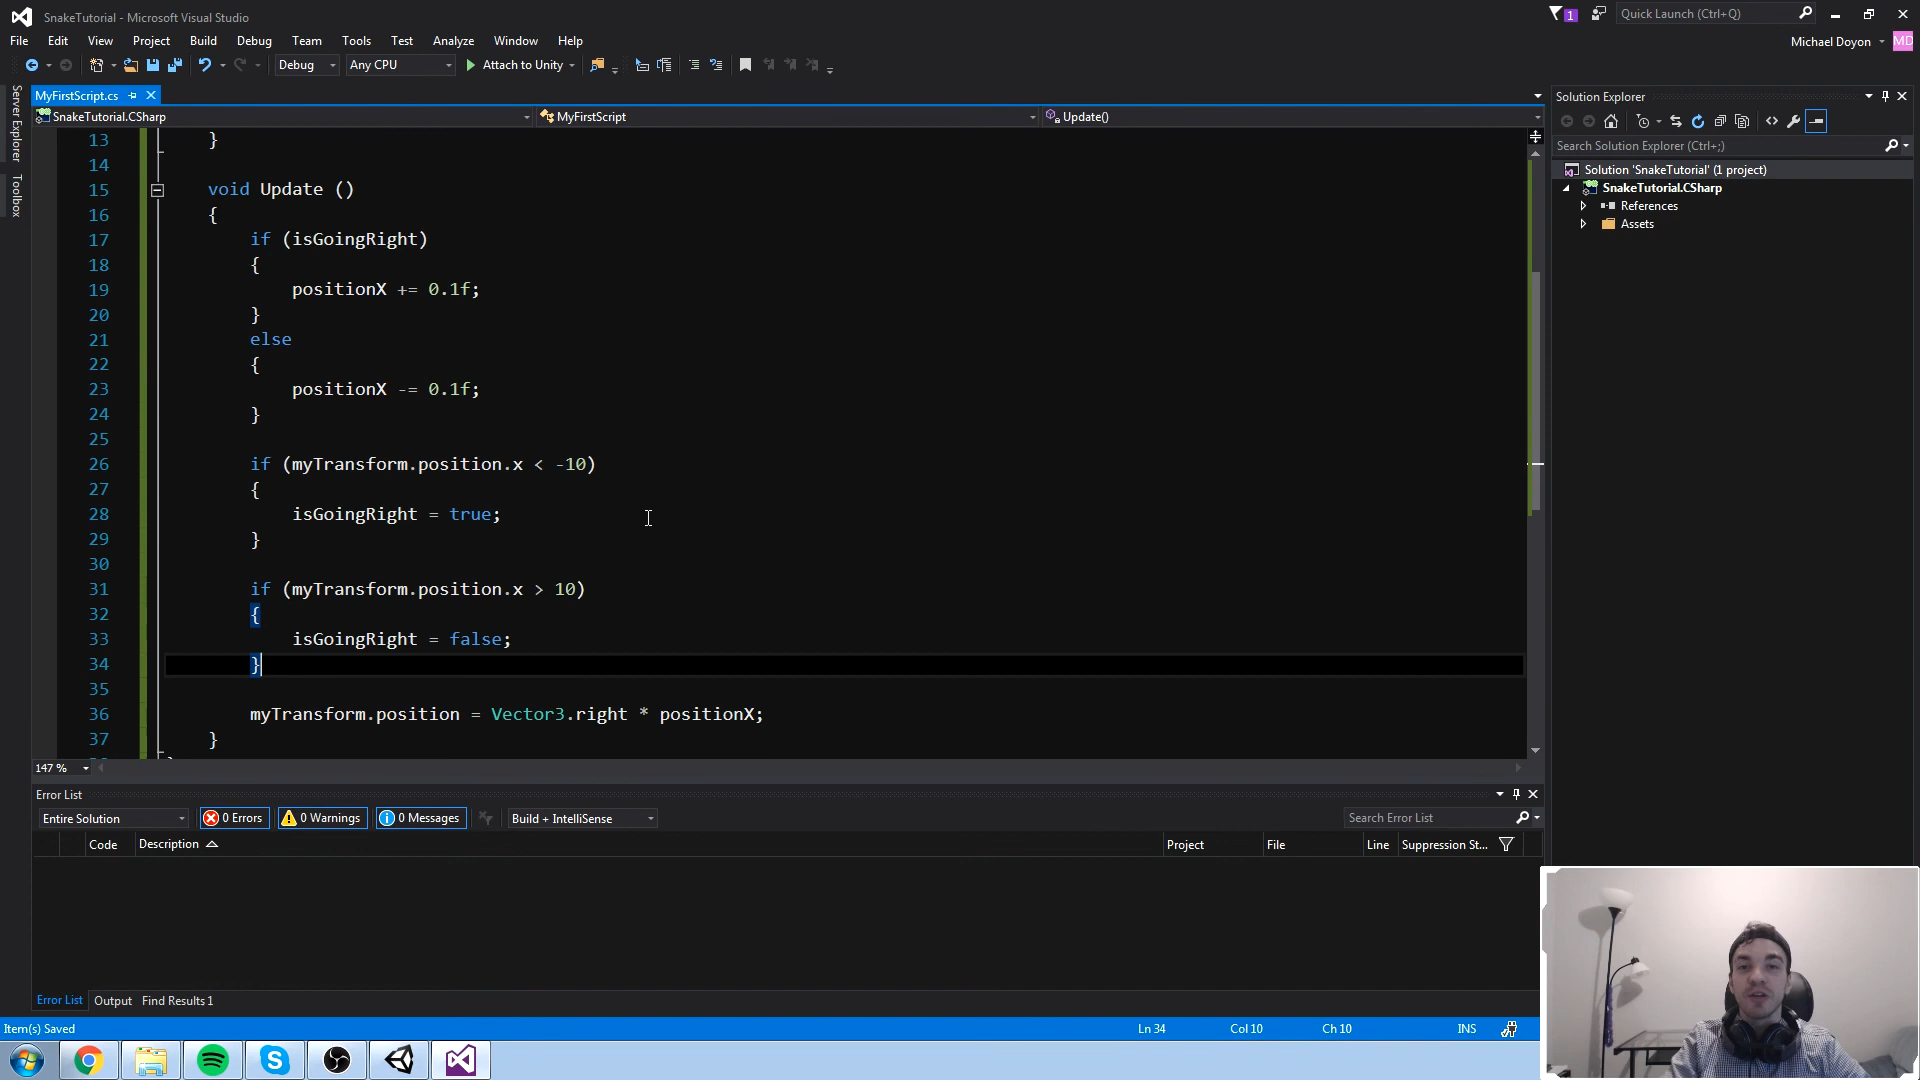 SnakeTutorial - Microsoft Visual Studio
1
Quick Launch (Ctrl+Q)
File Edit View Project Build Debug Team Tools Test Analyze Window Help
Michael Doyon MD
Debug Any CPU Attach to Unity
Server Explorer
Toolbox
MyFirstScript.cs
SnakeTutorial.CSharp MyFirstScript Update()
13 }
14
15 void Update ()
16 {
17 if (isGoingRight)
18 {
19 positionX += 0.1f;
20 }
21 else
22 {
23 positionX -= 0.1f;
24 }
25
26 if (myTransform.position.x < -10)
27 {
28 isGoingRight = true;
29 }
30
31 if (myTransform.position.x > 10)
32 {
33 isGoingRight = false;
34 }
35
36 myTransform.position = Vector3.right * positionX;
37 }
147 %
Solution Explorer
Search Solution Explorer (Ctrl+;)
Solution 'SnakeTutorial' (1 project)
SnakeTutorial.CSharp
References
Assets
Error List
Entire Solution 0 Errors 0 Warnings 0 Messages Build + IntelliSense Search Error List
Code Description Project File Line Suppression St...
Error List Output Find Results 1
Item(s) Saved Ln 34 Col 10 Ch 10 INS